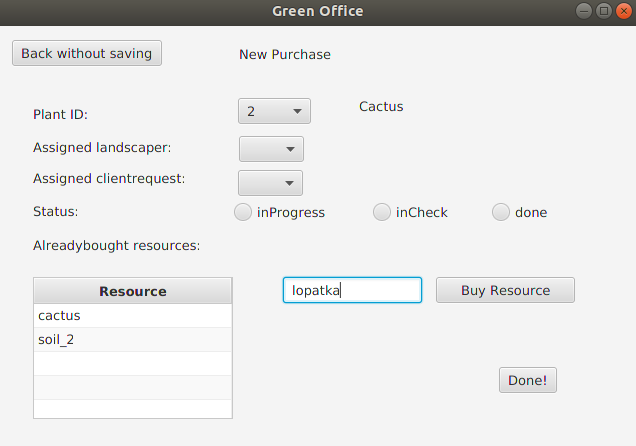 Green Office
Back without saving
New Purchase
Plant ID:
2
Cactus
Assigned landscaper:
Assigned clientrequest:
Status:
inProgress
inCheck
done
Alreadybought resources:
Resource
lopatka
Buy Resource
cactus
soil_2
Done!